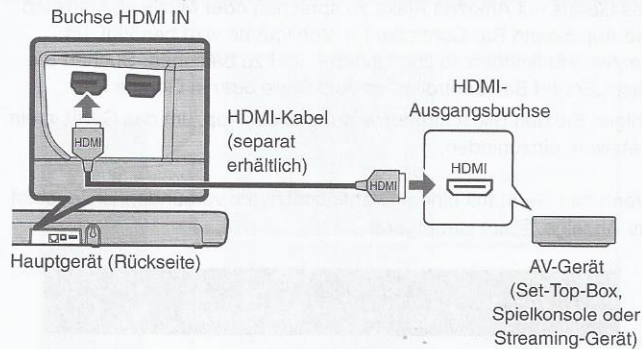 Buchse HDMI IN
HDMI
HDMI-Kabel
(separat
erhältlich)
HDMI
HDMI-
Ausgangsbuchse
HDMI
Hauptgerät (Rückseite)
AV-Gerät
(Set-Top-Box,
Spielkonsole oder
Streaming-Gerät)